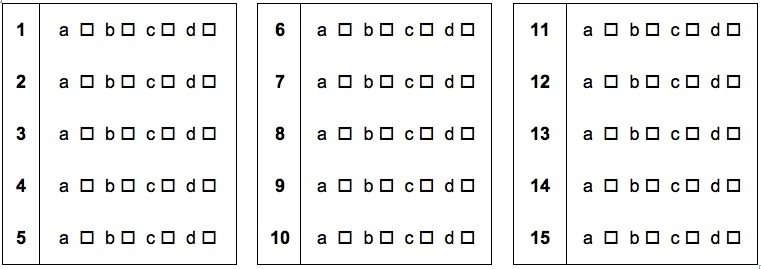 1 a □ b □ c □ d □
2 a □ b □ c □ d □
3 a □ b □ c □ d □
4 a □ b □ c □ d □
5 a □ b □ c □ d □
6 a □ b □ c □ d □
7 a □ b □ c □ d □
8 a □ b □ c □ d □
9 a □ b □ c □ d □
10 a □ b □ c □ d □
11 a □ b □ c □ d □
12 a □ b □ c □ d □
13 a □ b □ c □ d □
14 a □ b □ c □ d □
15 a □ b □ c □ d □